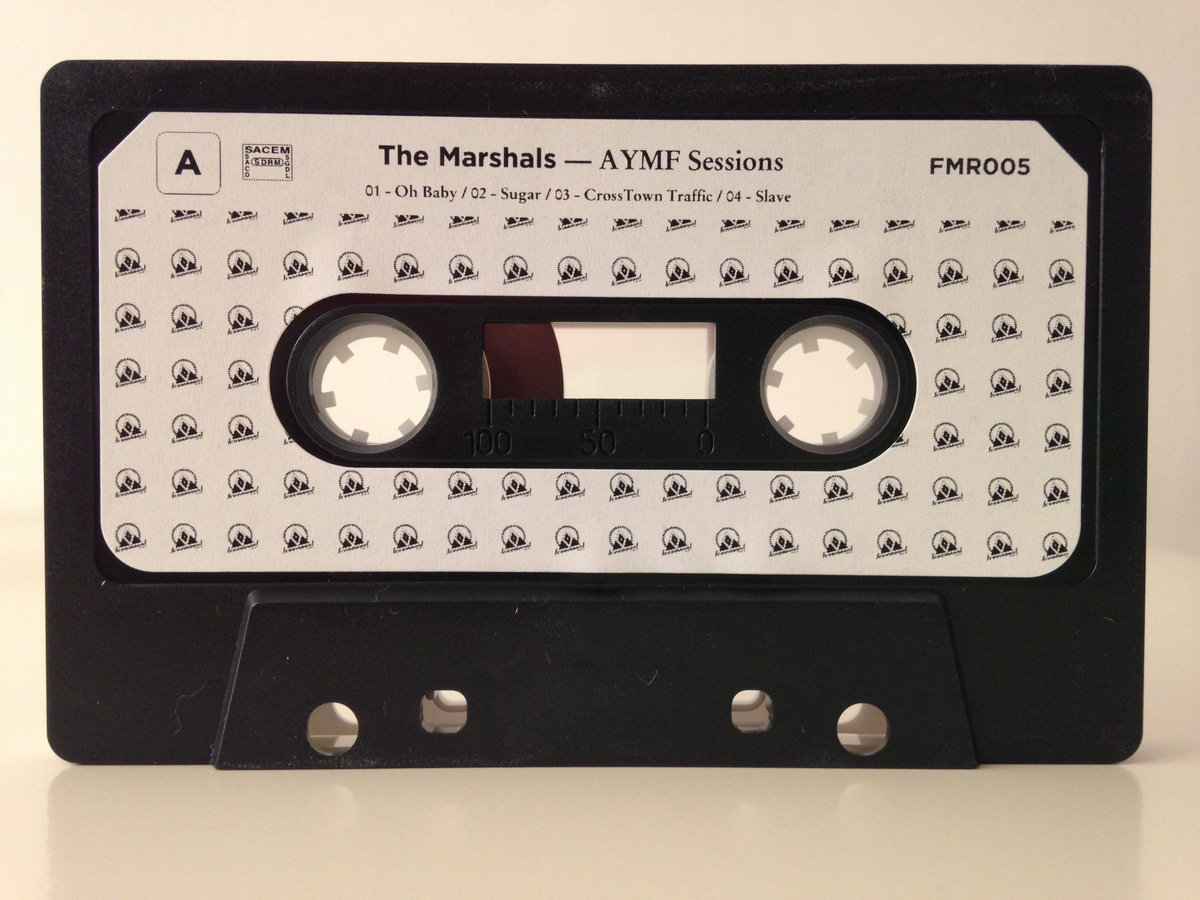 A
SACEM
SACD
SDRM
SGDL
The Marshals — AYMF Sessions
FMR005
01 - Oh Baby / 02 - Sugar / 03 - CrossTown Traffic / 04 - Slave
100 50 0